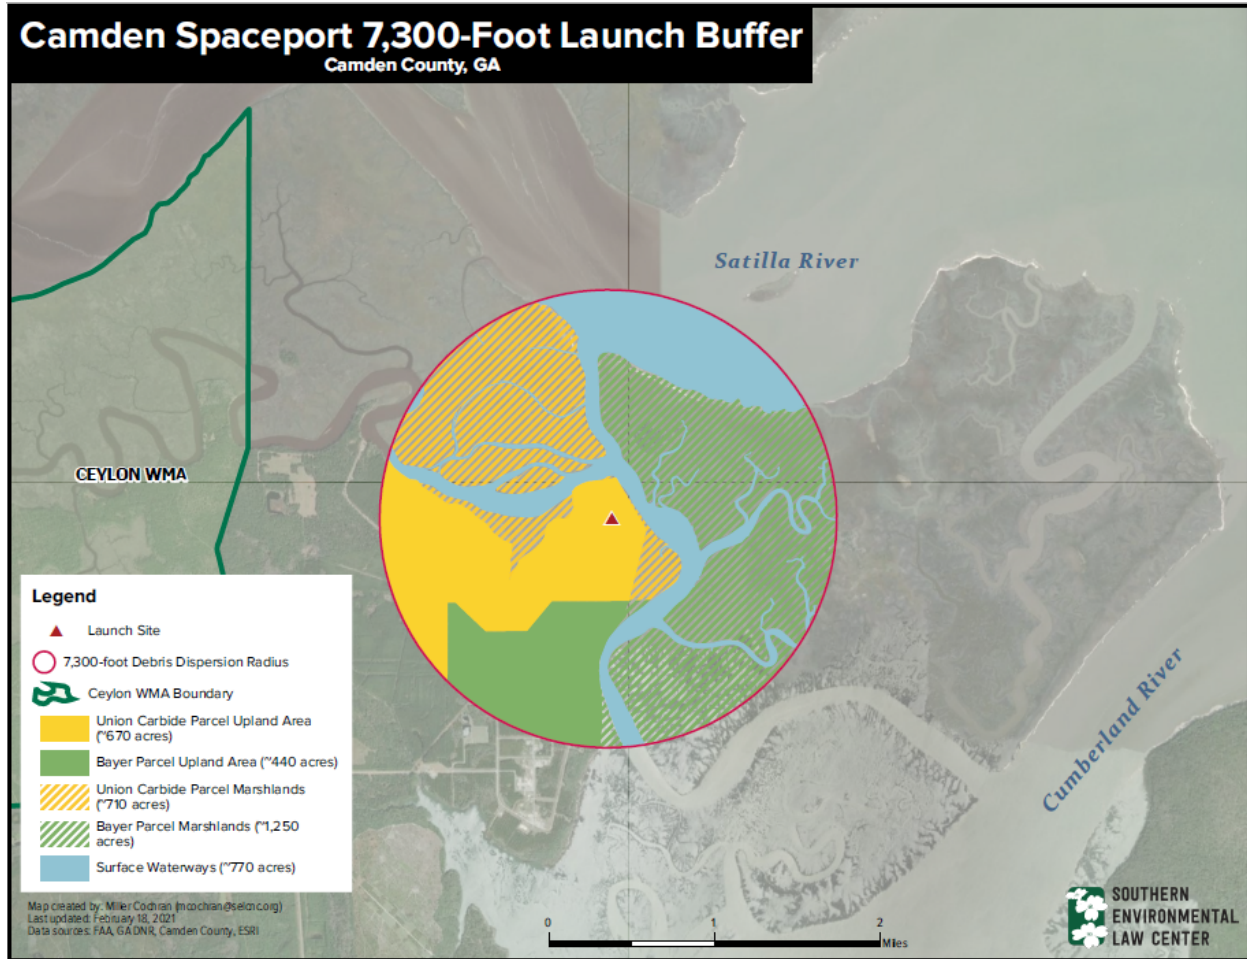 Camden Spaceport 7,300-Foot Launch Buffer
Camden County, GA
Satilla River
CEYLON WMA
Cumberland River
Legend
Launch Site
7,300-foot Debris Dispersion Radius
Ceylon WMA Boundary
Union Carbide Parcel Upland Area
(~670 acres)
Bayer Parcel Upland Area (~440 acres)
Union Carbide Parcel Marshlands
(~710 acres)
Bayer Parcel Marshlands (~1,250
acres)
Surface Waterways (~770 acres)
Map created by: Miller Cochran (mcochran@selcnc.org)
Last updated: February 18, 2021
Data sources: FAA, GADNR, Camden County, ESRI
0 1 2
Miles
SOUTHERN
ENVIRONMENTAL
LAW CENTER